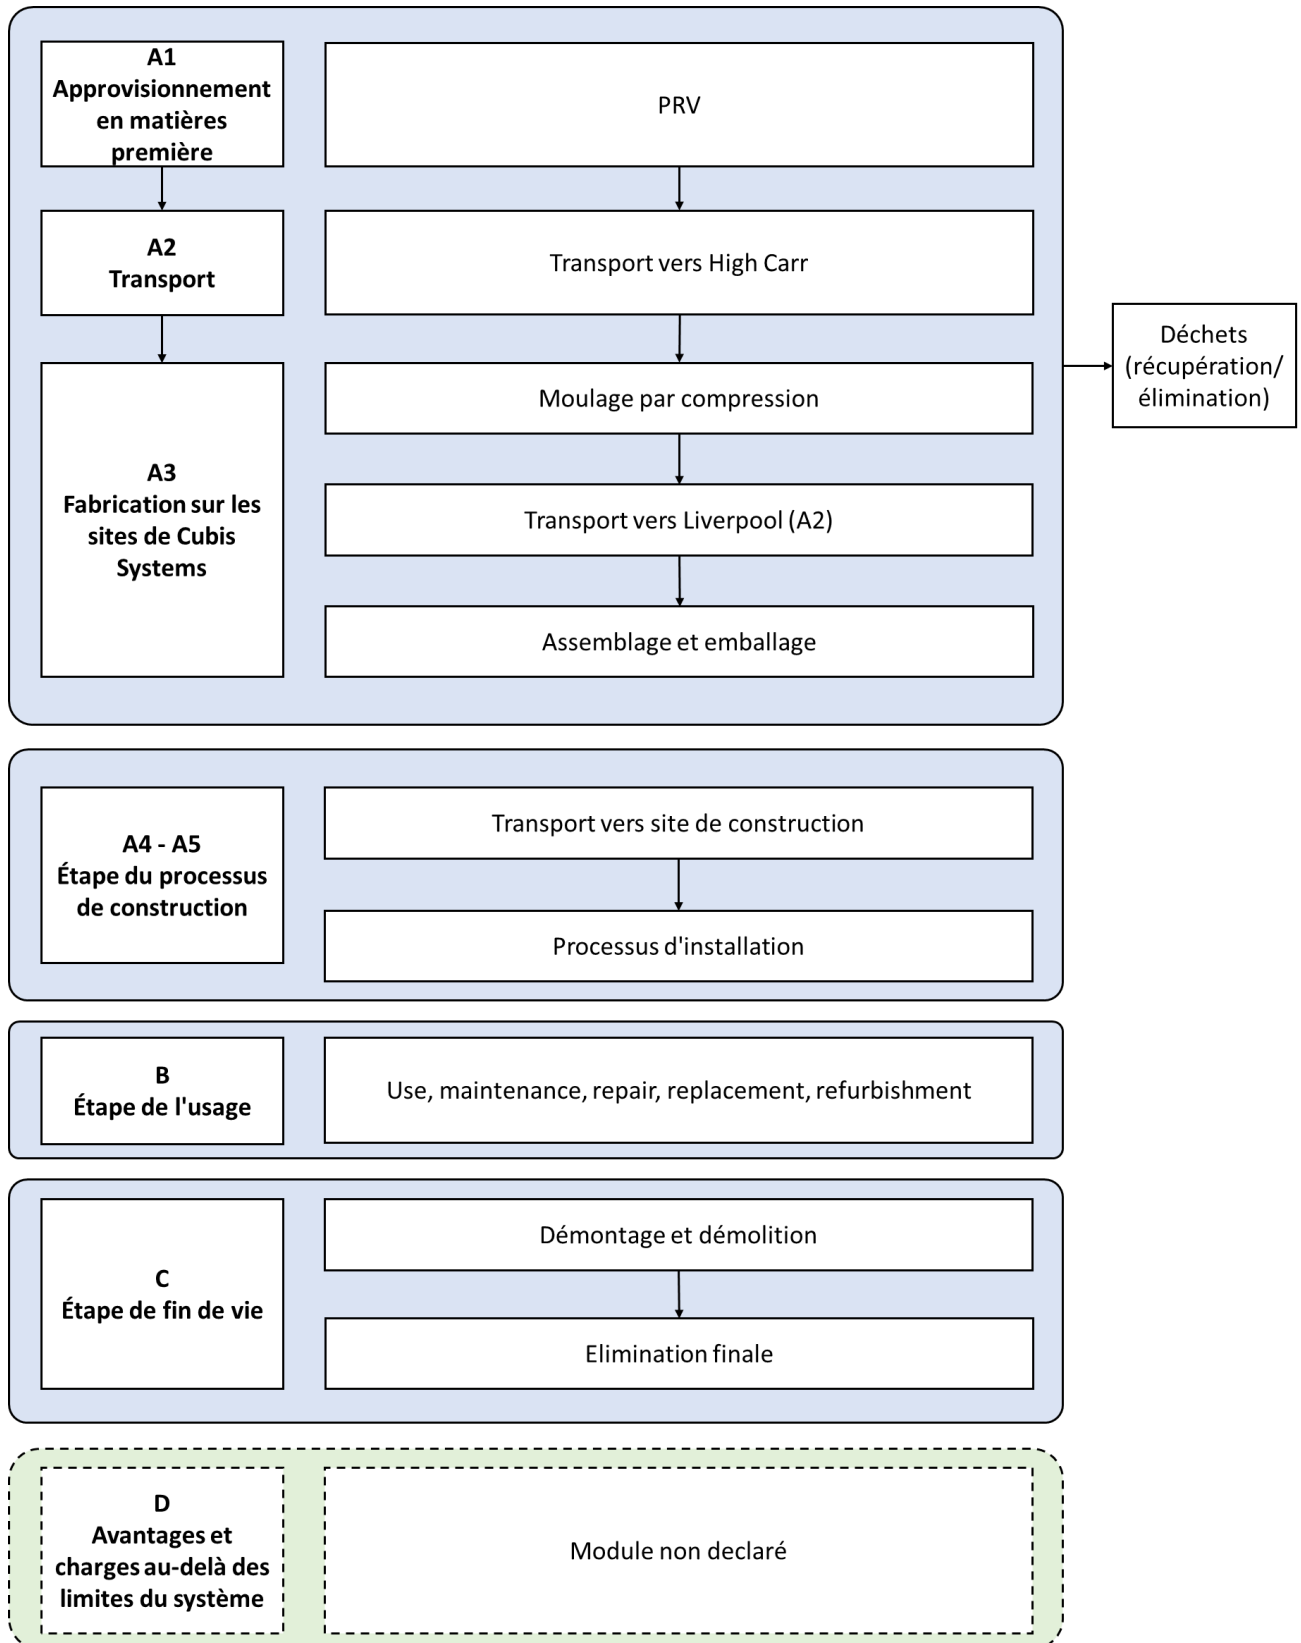 A1
Approvisionnement
en matières
première
PRV
A2
Transport
Transport vers High Carr
Déchets
(récupération/
élimination)
A3
Fabrication sur les
sites de Cubis
Systems
Moulage par compression
Transport vers Liverpool (A2)
Assemblage et emballage
A4 - A5
Étape du processus
de construction
Transport vers site de construction
Processus d'installation
B
Étape de l'usage
Use, maintenance, repair, replacement, refurbishment
C
Étape de fin de vie
Démontage et démolition
Elimination finale
D
Avantages et
charges au-delà des
limites du système
Module non declaré